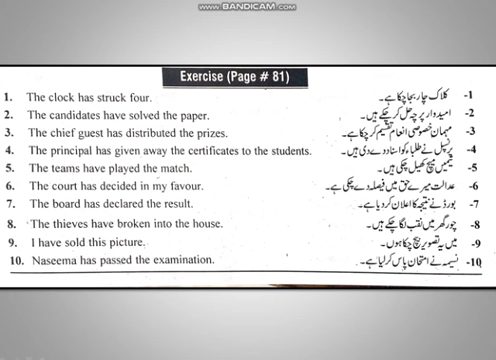 www.BANDICAM.com
Exercise (Page # 81)
1. The clock has struck four. کلاک چار بجا چکا ہے۔ -1
2. The candidates have solved the paper. امیدوار پرچہ حل کر چکے ہیں۔ -2
3. The chief guest has distributed the prizes. مہمان خصوصی انعام تقسیم کر چکا ہے۔ -3
4. The principal has given away the certificates to the students. پرنسپل نے طلباء کو اسناد دے دی ہیں۔ -4
5. The teams have played the match. ٹیمیں میچ کھیل چکی ہیں۔ -5
6. The court has decided in my favour. عدالت میرے حق میں فیصلہ دے چکی ہے۔ -6
7. The board has declared the result. بورڈ نے نتیجہ کا اعلان کر دیا ہے۔ -7
8. The thieves have broken into the house. چور گھر میں نقب لگا چکے ہیں۔ -8
9. I have sold this picture. میں یہ تصویر بیچ چکا ہوں۔ -9
10. Naseema has passed the examination. نسیمہ نے امتحان پاس کر لیا ہے۔ -10